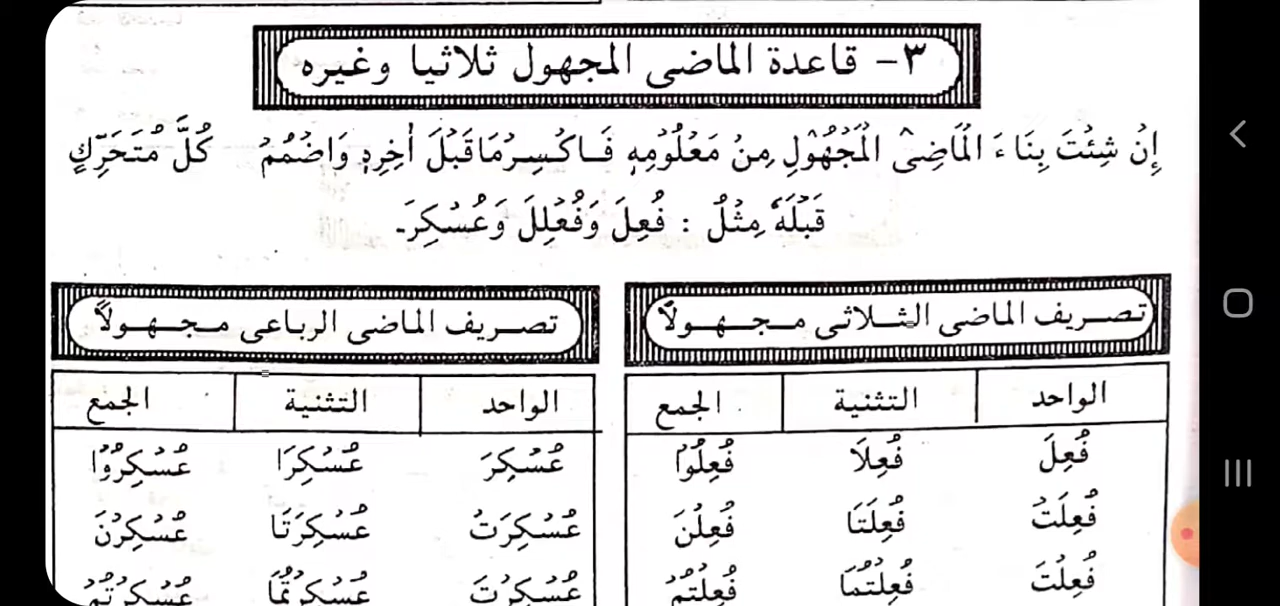 ٣- قاعدة الماضى المجهول ثلاثيا وغيره
إِنْ شِئْتَ بِنَاءَ الْمَاضِى الْمَجْهُوْلِ مِنْ مَعْلُوْمِهٖ فَاكْسِرْ مَا قَبْلَ أٰخِرِهٖ وَاضْمُمْ كُلَّ مُتَحَرِّكٍ
قَبْلَهٗ مِثْلُ : فُعِلَ وَفُعْلِلَ وَعُسْكِرَ۔
تصريف الماضى الثلاثى مجهولاً
الواحد التثنية الجمع
فُعِلَ فُعِلَا فُعِلُوْا
فُعِلَتْ فُعِلَتَا فُعِلْنَ
فُعِلْتَ فُعِلْتُمَا فُعِلْتُمْ
تصريف الماضى الرباعى مجهولاً
الواحد التثنية الجمع
عُسْكِرَ عُسْكِرَا عُسْكِرُوْا
عُسْكِرَتْ عُسْكِرَتَا عُسْكِرْنَ
عُسْكِرْتَ عُسْكِرْتُمَا عُسْكِرْتُمْ